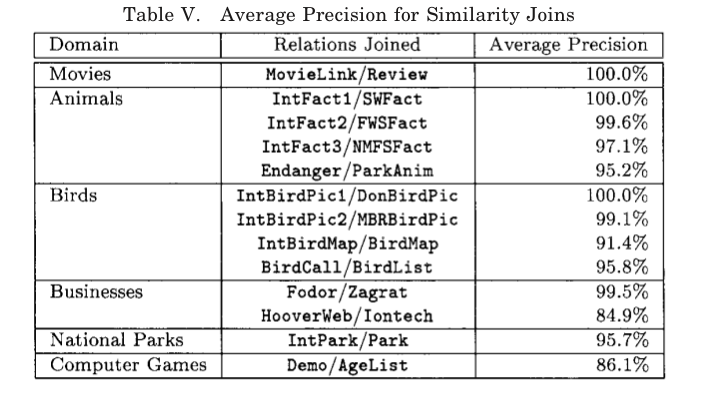 Table V. Average Precision for Similarity Joins
Domain Relations Joined Average Precision
Movies MovieLink/Review 100.0%
Animals IntFact1/SWFact 100.0%
IntFact2/FWSFact 99.6%
IntFact3/NMFSFact 97.1%
Endanger/ParkAnim 95.2%
Birds IntBirdPic1/DonBirdPic 100.0%
IntBirdPic2/MBRBirdPic 99.1%
IntBirdMap/BirdMap 91.4%
BirdCall/BirdList 95.8%
Businesses Fodor/Zagrat 99.5%
HooverWeb/Iontech 84.9%
National Parks IntPark/Park 95.7%
Computer Games Demo/AgeList 86.1%